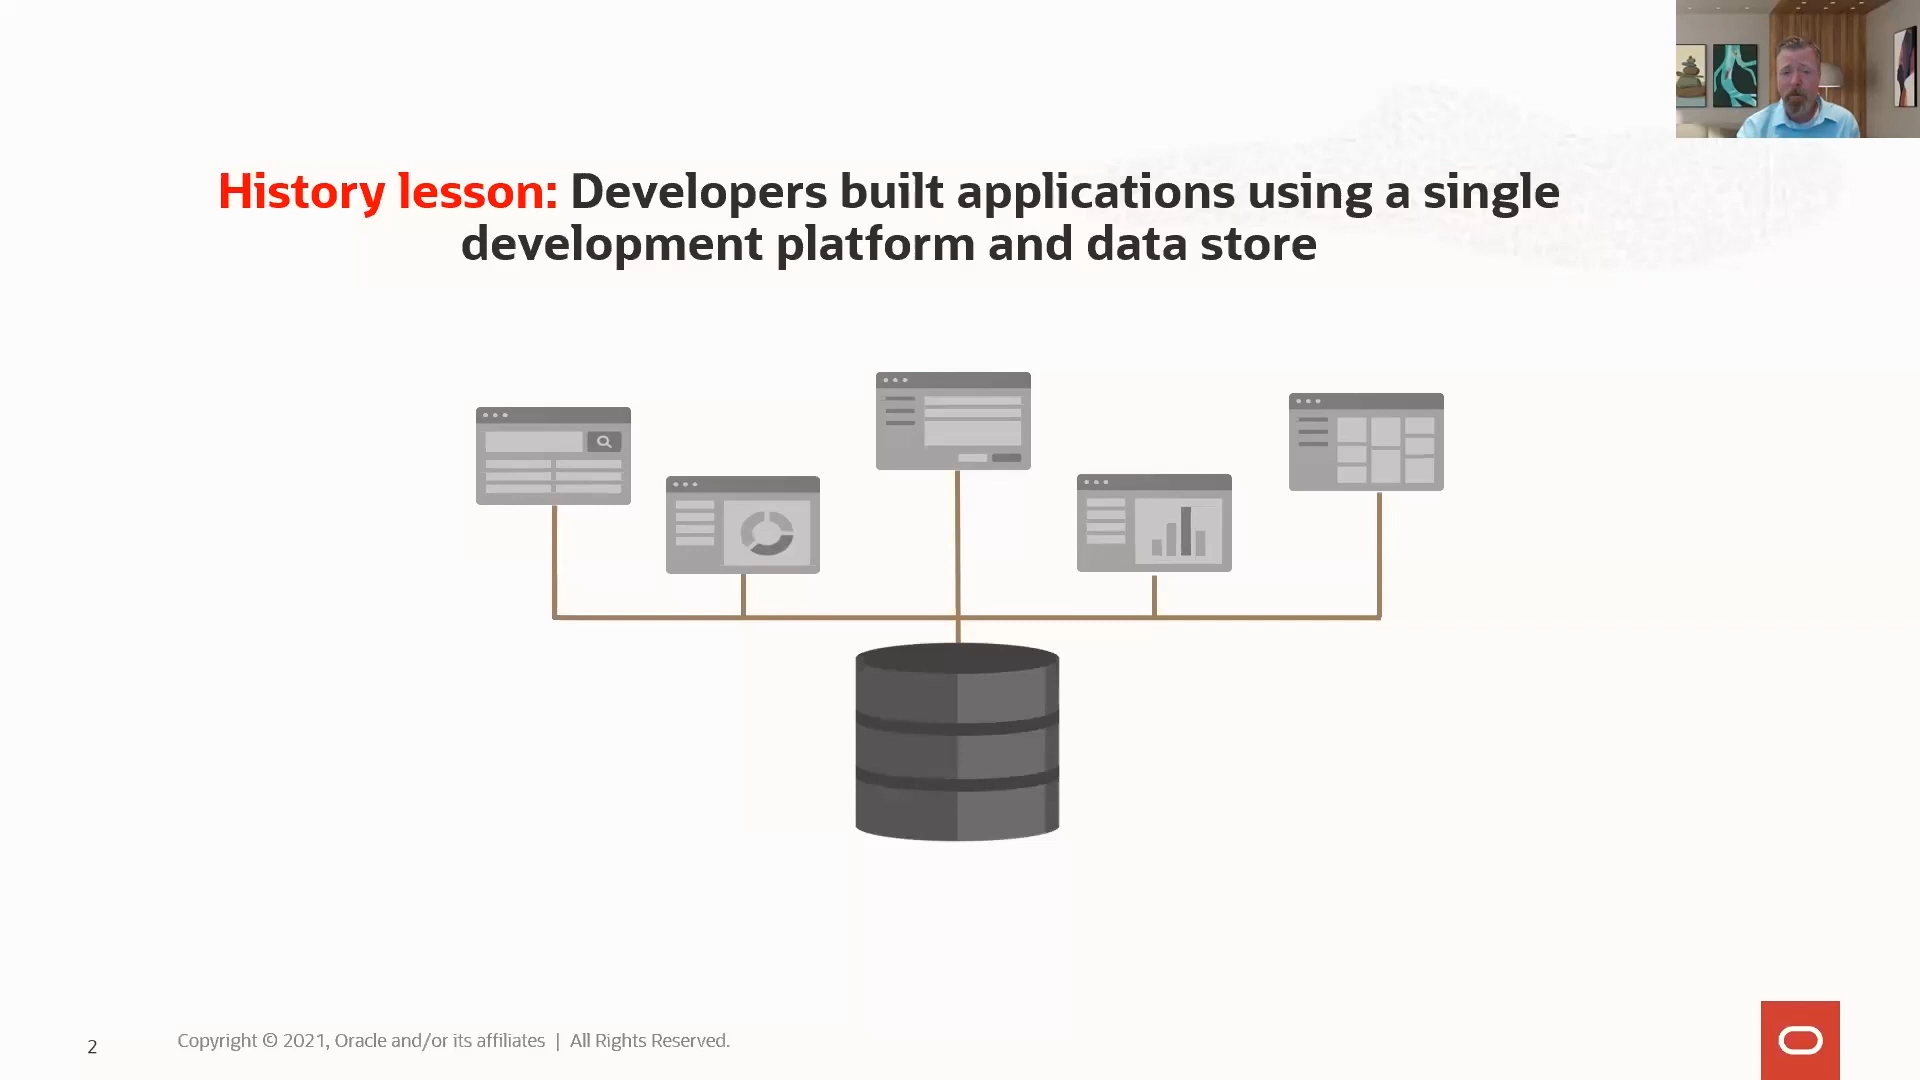 History lesson: Developers built applications using a single
development platform and data store
2
Copyright © 2021, Oracle and/or its affiliates | All Rights Reserved.